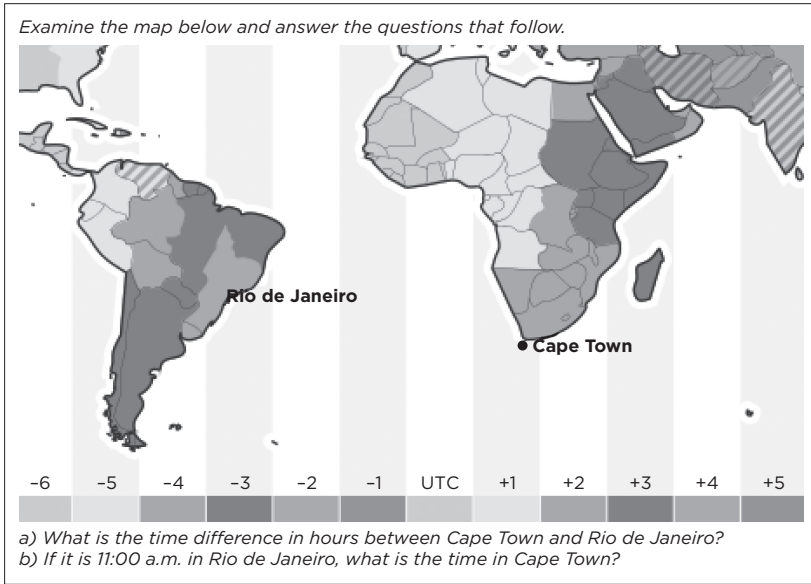 Examine the map below and answer the questions that follow.
Rio de Janeiro
Cape Town
–6 –5 –4 –3 –2 –1 UTC +1 +2 +3 +4 +5
a) What is the time difference in hours between Cape Town and Rio de Janeiro?
b) If it is 11:00 a.m. in Rio de Janeiro, what is the time in Cape Town?